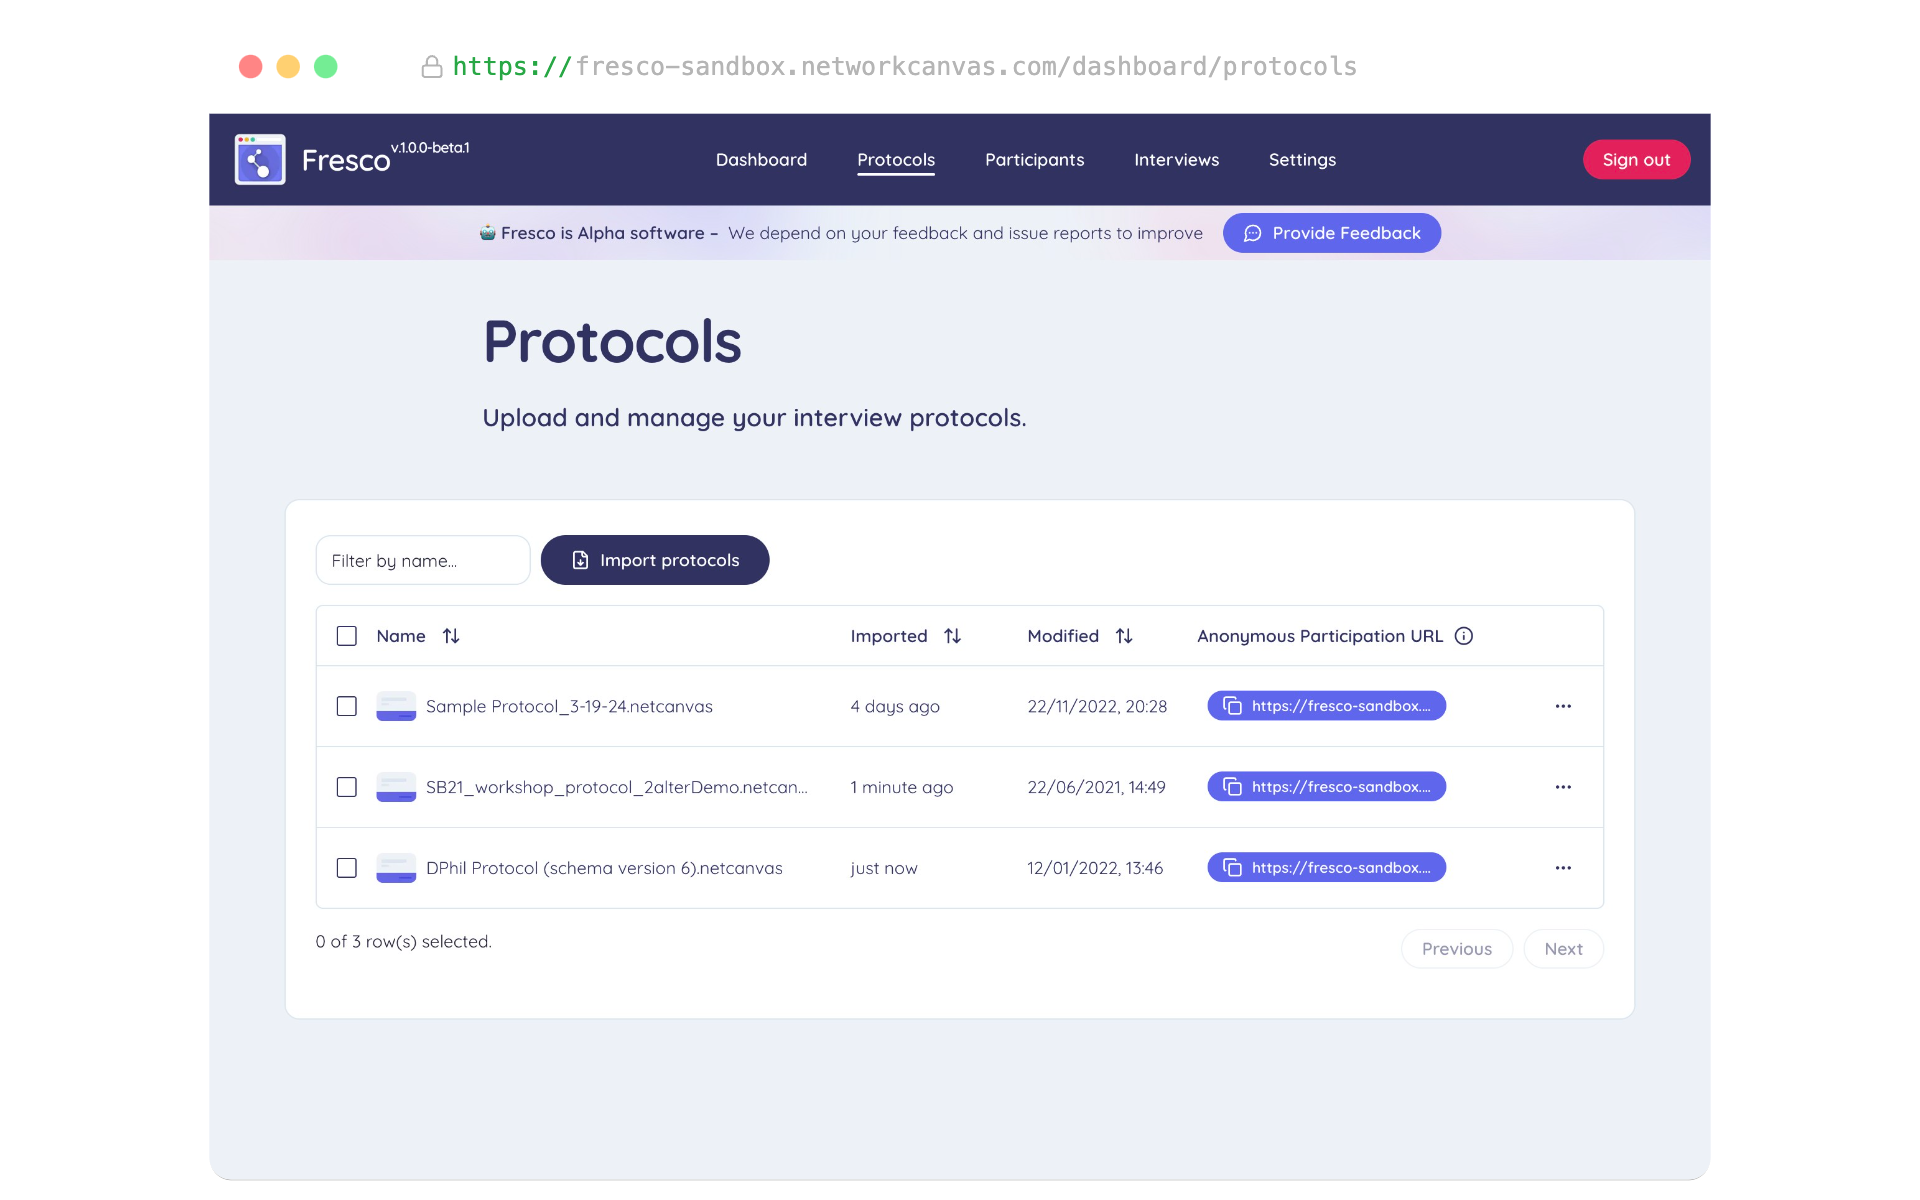 https://fresco-sandbox.networkcanvas.com/dashboard/protocols
Fresco v.1.0.0-beta.1
Dashboard Protocols Participants Interviews Settings Sign out
Fresco is Alpha software – We depend on your feedback and issue reports to improve Provide Feedback
Protocols
Upload and manage your interview protocols.
Filter by name... Import protocols
Name Imported Modified Anonymous Participation URL
Sample Protocol_3-19-24.netcanvas 4 days ago 22/11/2022, 20:28 https://fresco-sandbox....
SB21_workshop_protocol_2alterDemo.netcan... 1 minute ago 22/06/2021, 14:49 https://fresco-sandbox....
DPhil Protocol (schema version 6).netcanvas just now 12/01/2022, 13:46 https://fresco-sandbox....
0 of 3 row(s) selected.
Previous Next